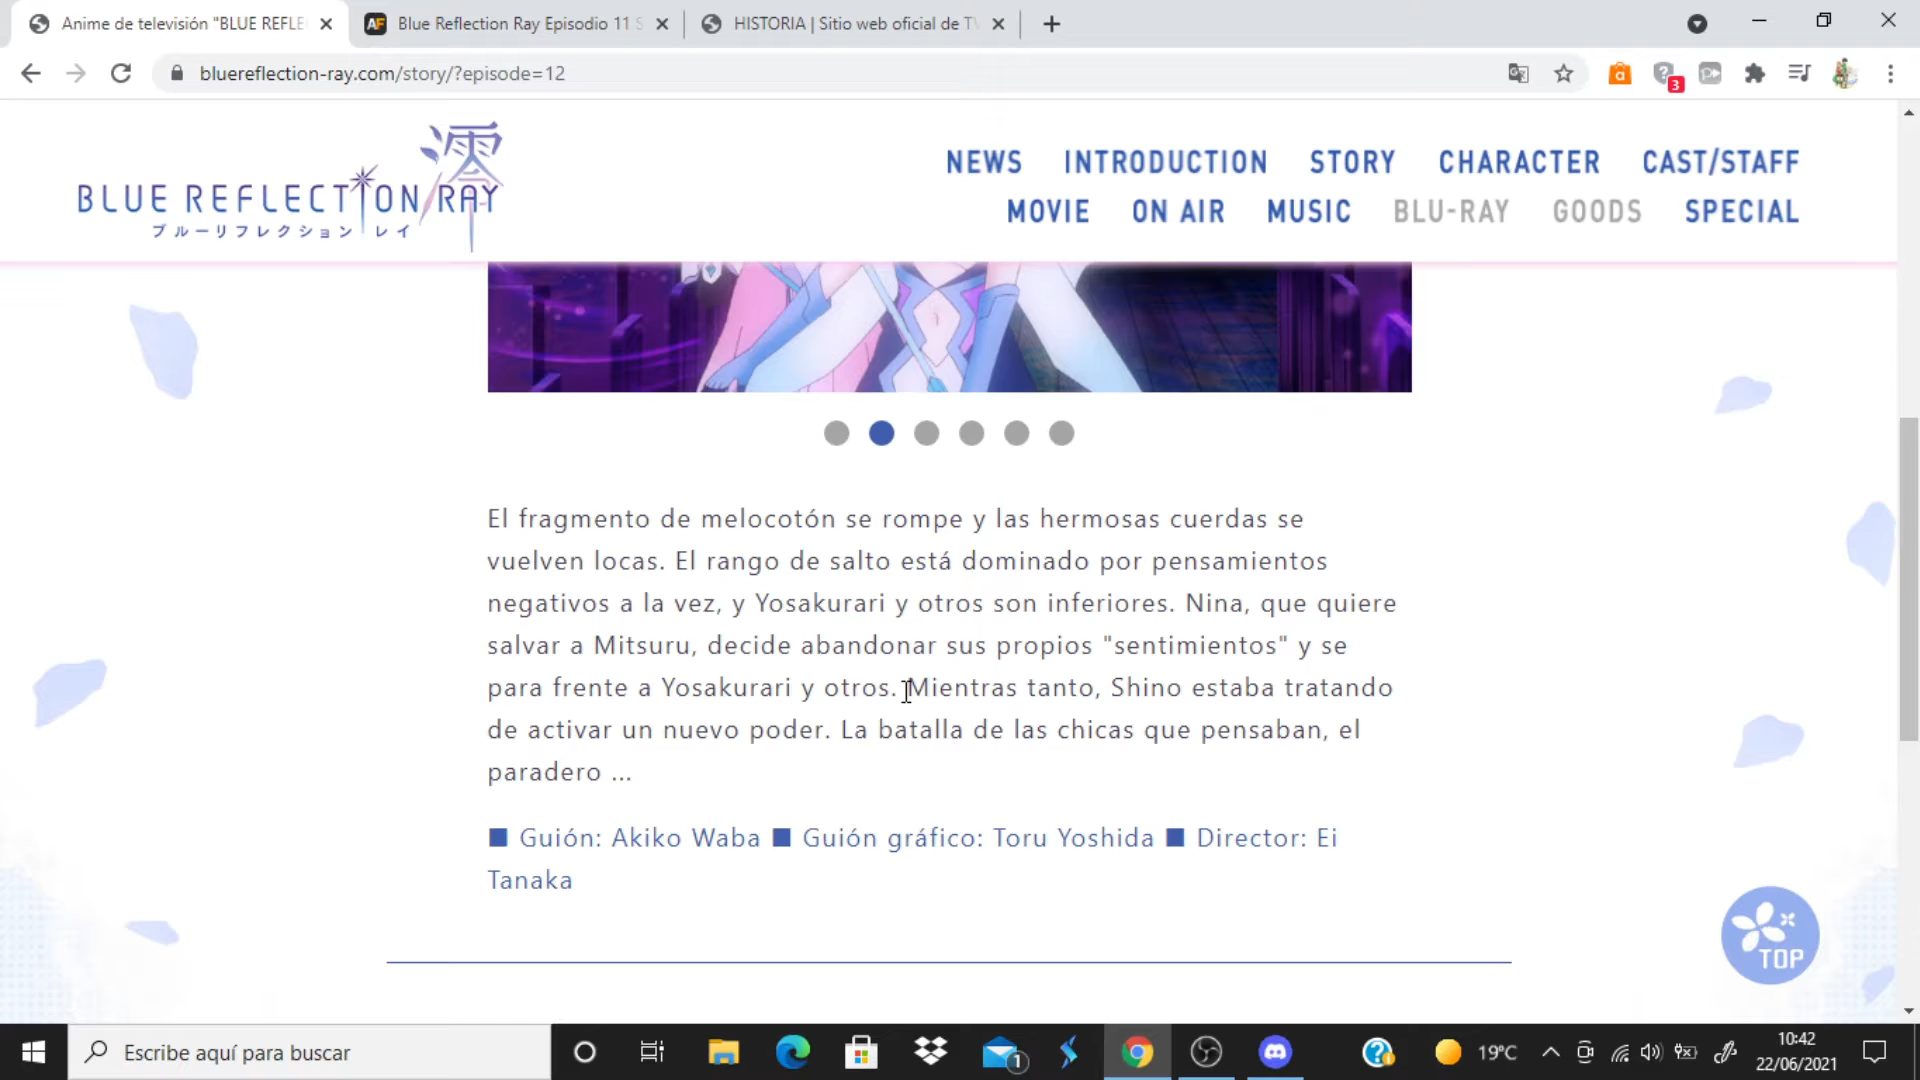 Anime de televisión "BLUE REFLE
Blue Reflection Ray Episodio 11 S
HISTORIA | Sitio web oficial de TV
bluereflection-ray.com/story/?episode=12
3
澪
BLUE REFLECTION RAY
ブルーリフレクション レイ
NEWS INTRODUCTION STORY CHARACTER CAST/STAFF
MOVIE ON AIR MUSIC BLU-RAY GOODS SPECIAL
El fragmento de melocotón se rompe y las hermosas cuerdas se
vuelven locas. El rango de salto está dominado por pensamientos
negativos a la vez, y Yosakurari y otros son inferiores. Nina, que quiere
salvar a Mitsuru, decide abandonar sus propios "sentimientos" y se
para frente a Yosakurari y otros. Mientras tanto, Shino estaba tratando
de activar un nuevo poder. La batalla de las chicas que pensaban, el
paradero ...
■ Guión: Akiko Waba ■ Guión gráfico: Toru Yoshida ■ Director: Ei
Tanaka
TOP
Escribe aquí para buscar
1
19°C
10:42
22/06/2021